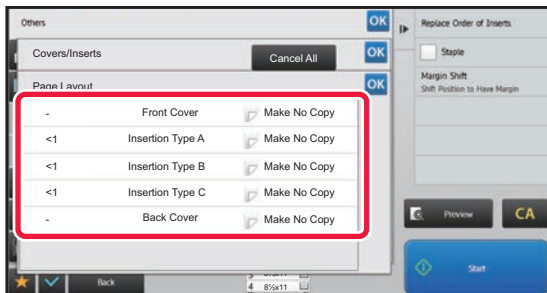 Others
OK
Replace Order of Inserts
Covers/Inserts
Cancel All
OK
Staple
Page Layout
OK
Margin Shift
Shift Position to Have Margin
- Front Cover Make No Copy
<1 Insertion Type A Make No Copy
<1 Insertion Type B Make No Copy
<1 Insertion Type C Make No Copy
- Back Cover Make No Copy
Preview
CA
Back
4 8½x11
Start